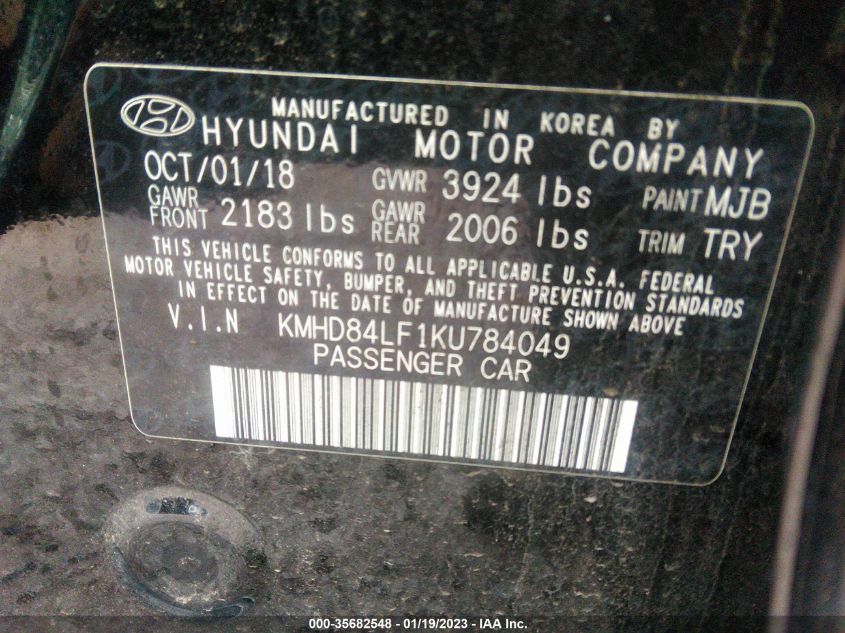 MANUFACTURED IN KOREA BY
HYUNDAI MOTOR COMPANY
OCT/01/18 GVWR 3924 lbs PAINT MJB
GAWR FRONT 2183 lbs GAWR REAR 2006 lbs TRIM TRY
THIS VEHICLE CONFORMS TO ALL APPLICABLE U.S.A. FEDERAL
MOTOR VEHICLE SAFETY, BUMPER, AND THEFT PREVENTION STANDARDS
IN EFFECT ON THE DATE OF MANUFACTURE SHOWN ABOVE
V.I.N KMHD84LF1KU784049
PASSENGER CAR
000-35682548 - 01/19/2023 - IAA Inc.